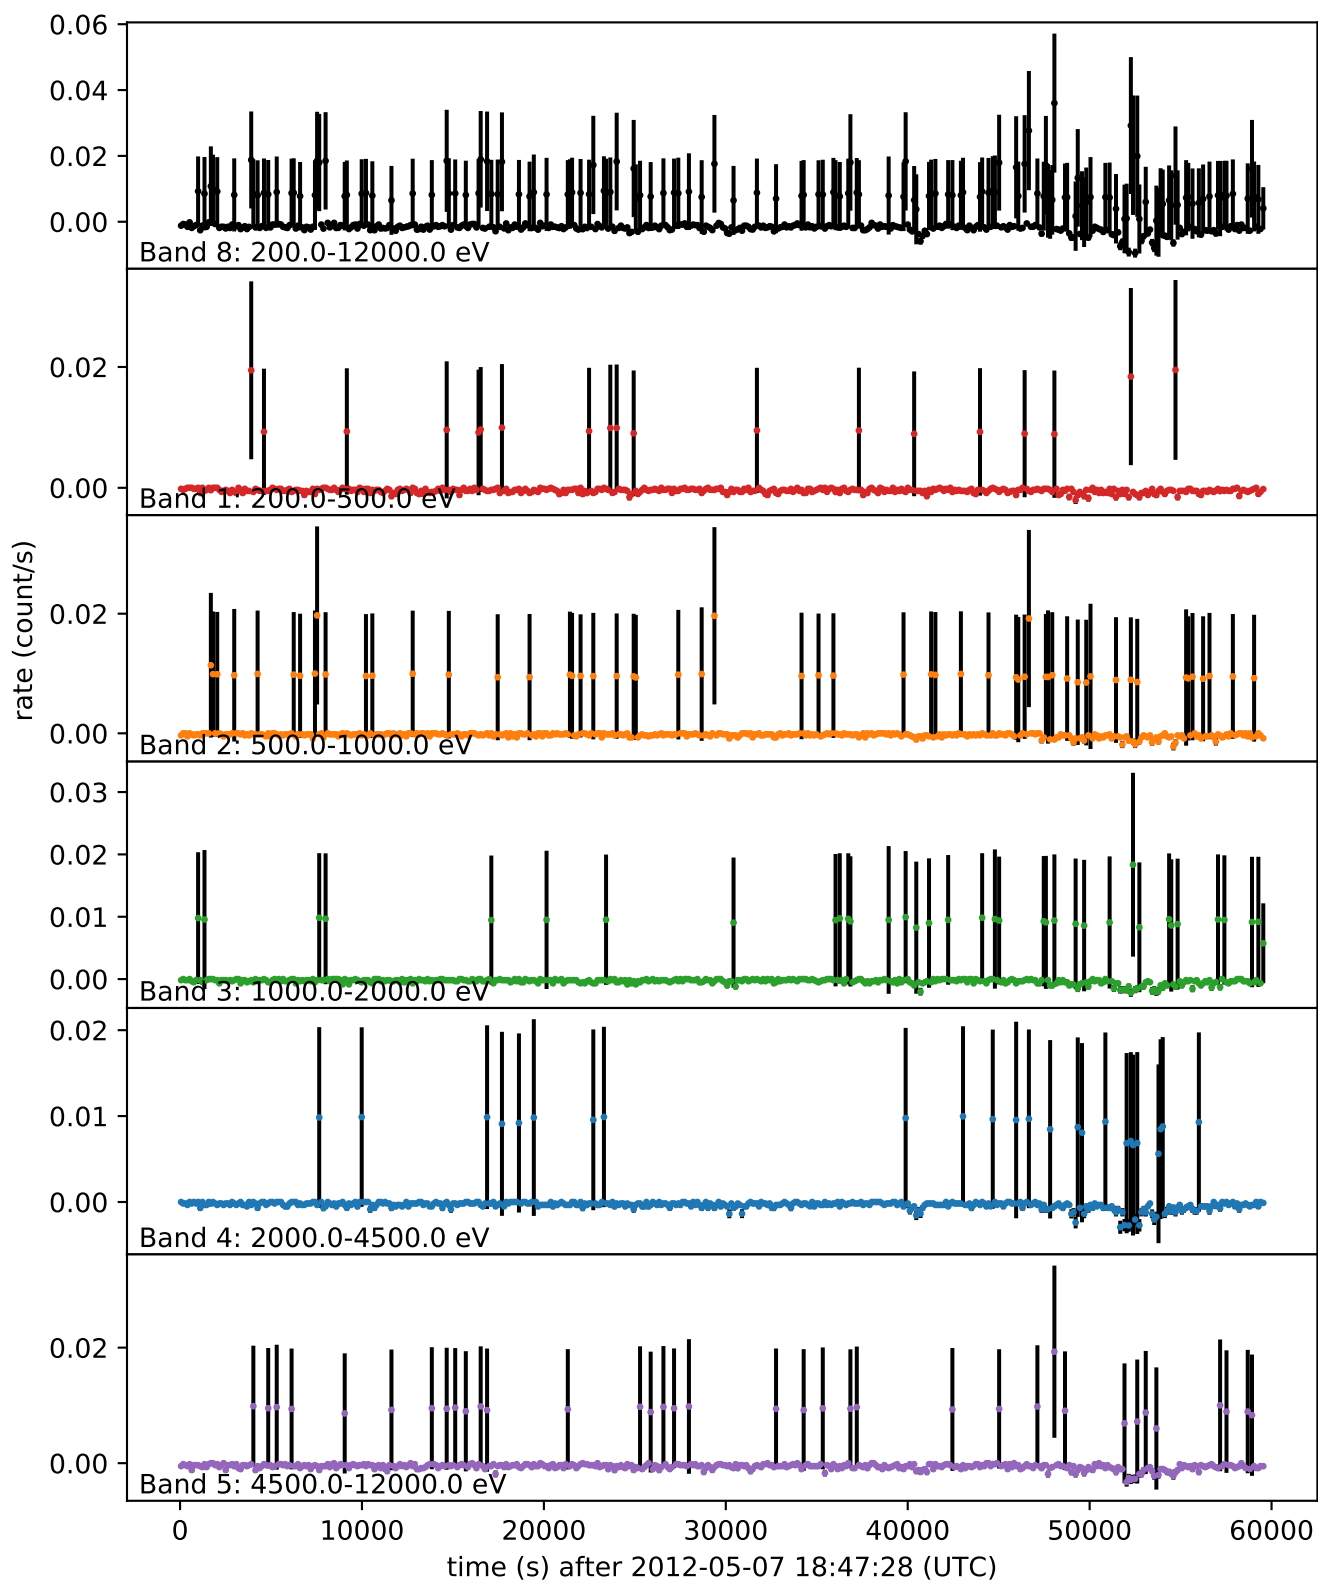 0.06
0.04
0.02
0.00
Band 8: 200.0-12000.0 eV
0.02
0.00
Band 1: 200.0-500.0 eV
0.02
0.00
Band 2: 500.0-1000.0 eV
rate (count/s)
0.03
0.02
0.01
0.00
Band 3: 1000.0-2000.0 eV
0.02
0.01
0.00
Band 4: 2000.0-4500.0 eV
0.02
0.00
Band 5: 4500.0-12000.0 eV
0 10000 20000 30000 40000 50000 60000
time (s) after 2012-05-07 18:47:28 (UTC)